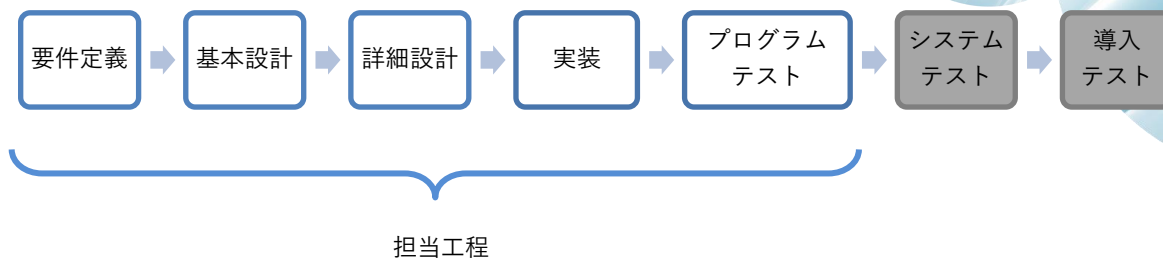 要件定義
基本設計
詳細設計
実装
プログラム
テスト
システム
テスト
導入
テスト
担当工程